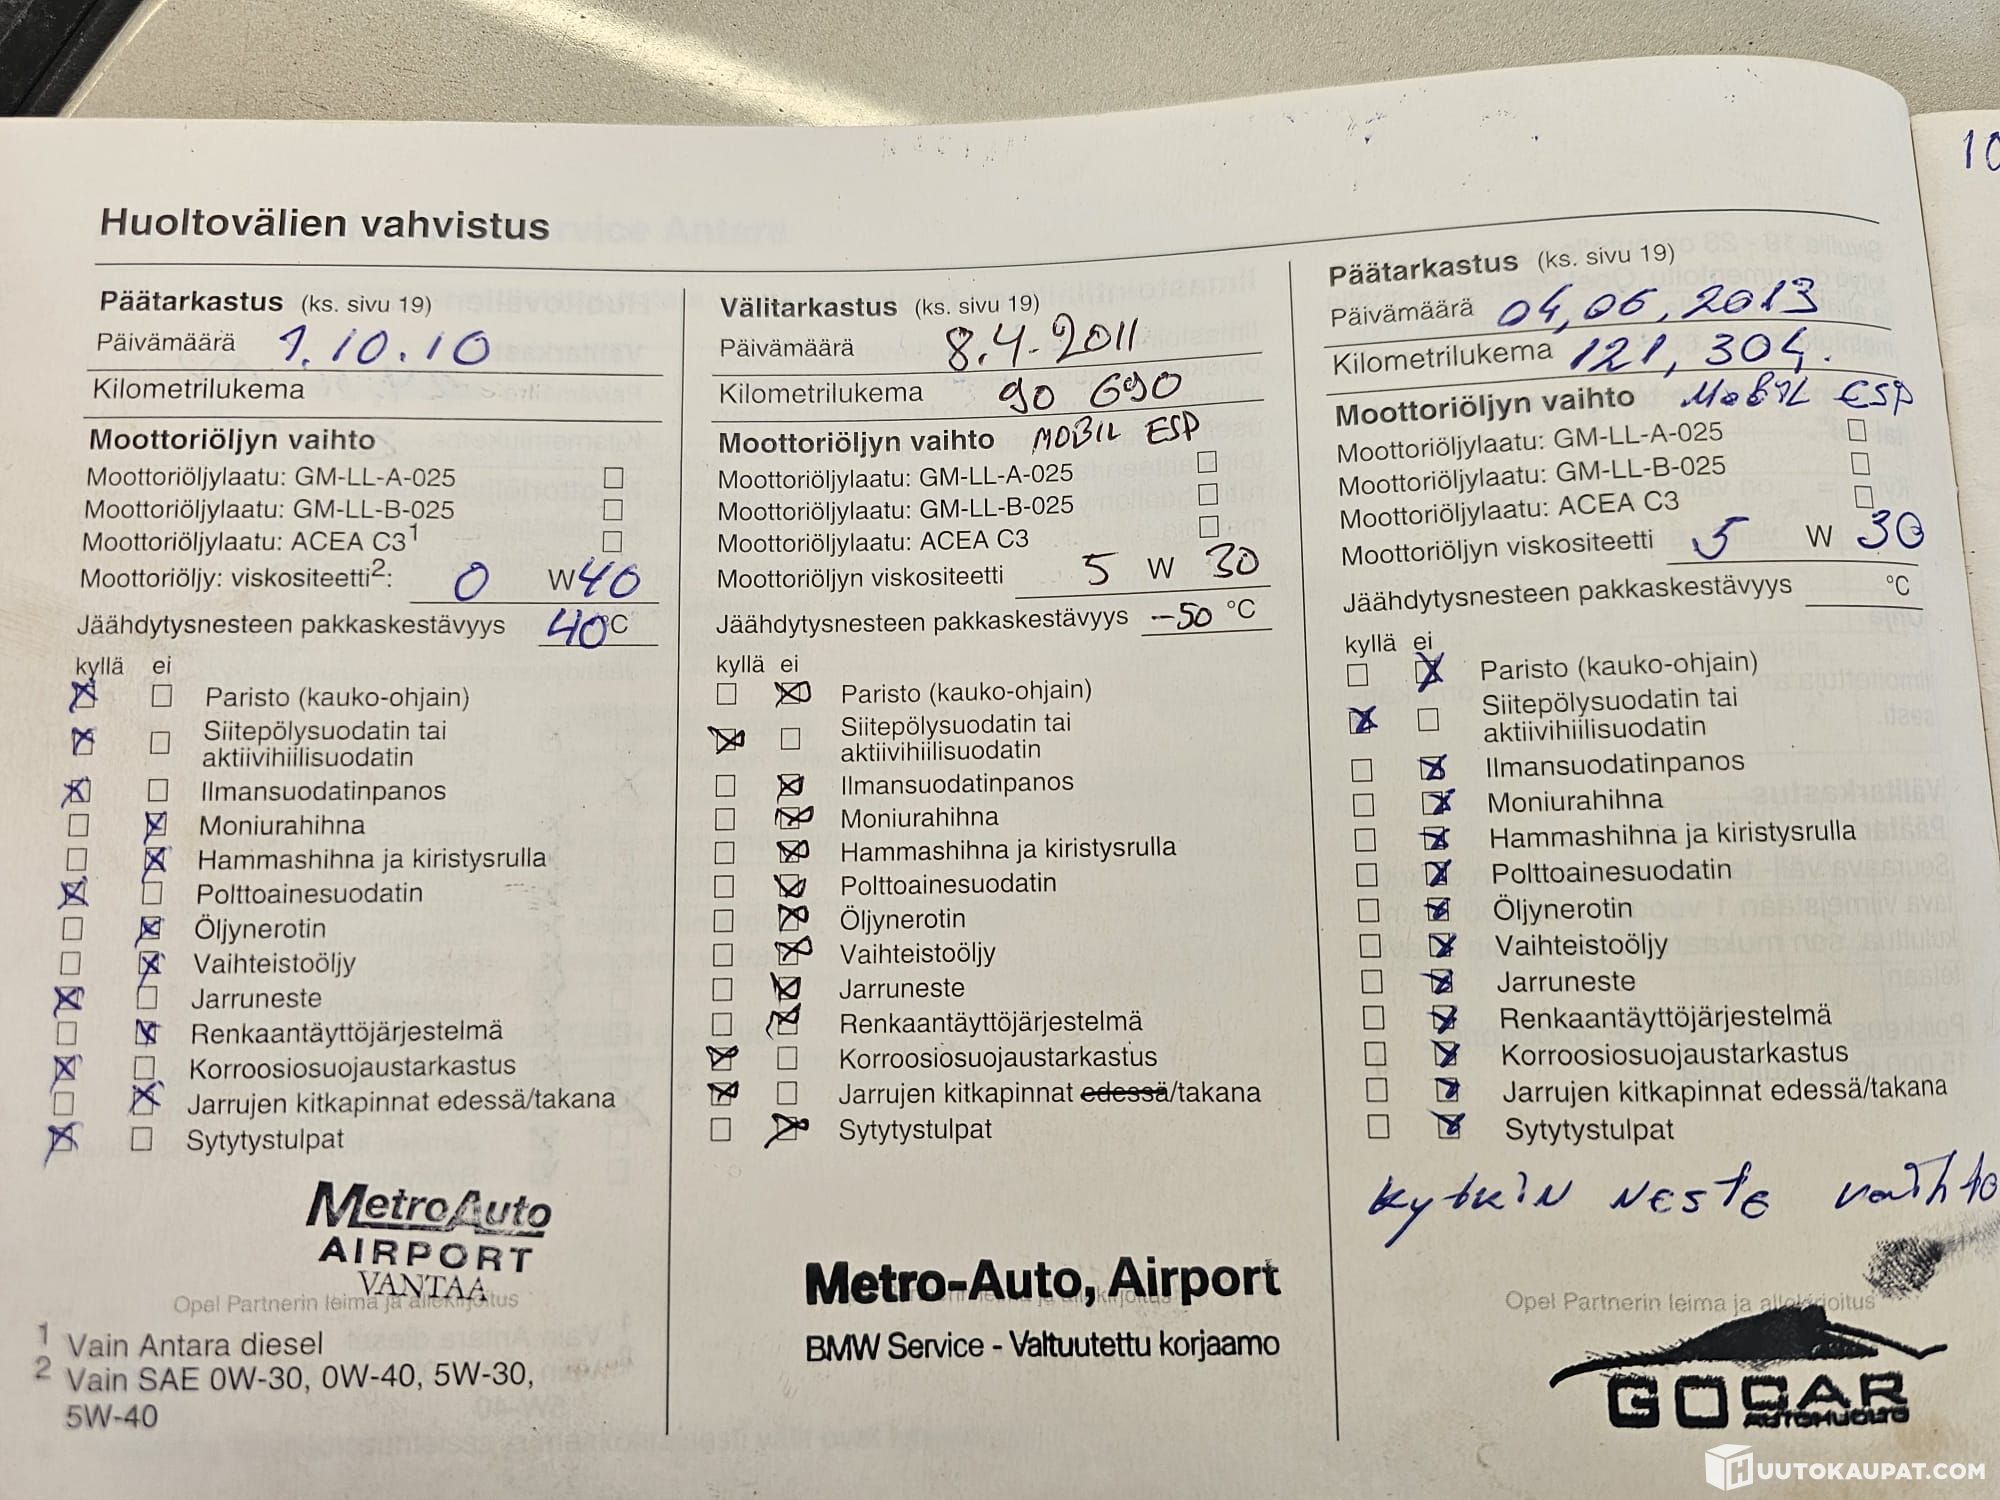 10
Huoltovälien vahvistus
Päätarkastus (ks. sivu 19)
Päivämäärä 1.10.10
Kilometrilukema
Moottoriöljyn vaihto
Moottoriöljylaatu: GM-LL-A-025
Moottoriöljylaatu: GM-LL-B-025
Moottoriöljylaatu: ACEA C3 1
Moottoriöljy: viskositeetti2: 0 W 40
Jäähdytysnesteen pakkaskestävyys 40 °C
kyllä ei
Paristo (kauko-ohjain)
Siitepölysuodatin tai
aktiivihiilisuodatin
Ilmansuodatinpanos
Moniurahihna
Hammashihna ja kiristysrulla
Polttoainesuodatin
Öljynerotin
Vaihteistoöljy
Jarruneste
Renkaantäyttöjärjestelmä
Korroosiosuojaustarkastus
Jarrujen kitkapinnat edessä/takana
Sytytystulpat
MetroAuto
AIRPORT
VANTAA
Opel Partnerin leima ja allekirjoitus
1 Vain Antara diesel
2 Vain SAE 0W-30, 0W-40, 5W-30,
5W-40
Välitarkastus (ks. sivu 19)
Päivämäärä 8.4.2011
Kilometrilukema 90 690
Moottoriöljyn vaihto MOBIL ESP
Moottoriöljylaatu: GM-LL-A-025
Moottoriöljylaatu: GM-LL-B-025
Moottoriöljylaatu: ACEA C3
Moottoriöljyn viskositeetti 5 W 30
Jäähdytysnesteen pakkaskestävyys -50 °C
kyllä ei
Paristo (kauko-ohjain)
Siitepölysuodatin tai
aktiivihiilisuodatin
Ilmansuodatinpanos
Moniurahihna
Hammashihna ja kiristysrulla
Polttoainesuodatin
Öljynerotin
Vaihteistoöljy
Jarruneste
Renkaantäyttöjärjestelmä
Korroosiosuojaustarkastus
Jarrujen kitkapinnat edessä/takana
Sytytystulpat
Metro-Auto, Airport
BMW Service - Valtuutettu korjaamo
Päätarkastus (ks. sivu 19)
Päivämäärä 04,06,2013
Kilometrilukema 121,304.
Moottoriöljyn vaihto Mobil ESP
Moottoriöljylaatu: GM-LL-A-025
Moottoriöljylaatu: GM-LL-B-025
Moottoriöljylaatu: ACEA C3
Moottoriöljyn viskositeetti 5 W 30
Jäähdytysnesteen pakkaskestävyys °C
kyllä ei
Paristo (kauko-ohjain)
Siitepölysuodatin tai
aktiivihiilisuodatin
Ilmansuodatinpanos
Moniurahihna
Hammashihna ja kiristysrulla
Polttoainesuodatin
Öljynerotin
Vaihteistoöljy
Jarruneste
Renkaantäyttöjärjestelmä
Korroosiosuojaustarkastus
Jarrujen kitkapinnat edessä/takana
Sytytystulpat
Kytkin neste vaihto
Opel Partnerin leima ja allekirjoitus
GOCAR
AUTOHUOLTO
HUUTOKAUPAT.COM